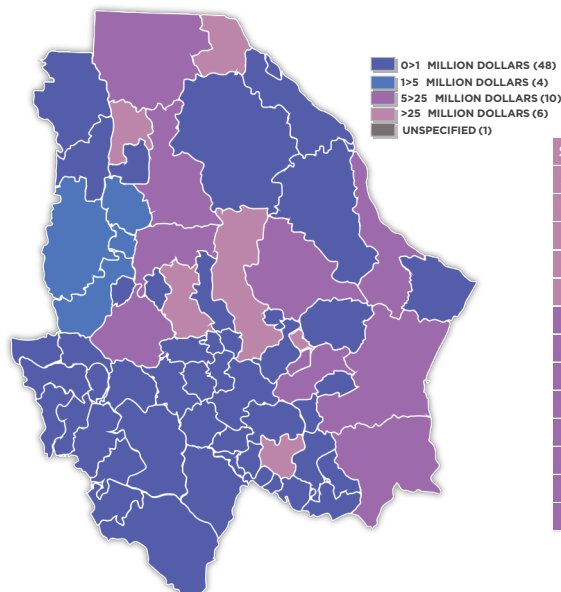 0>1 MILLION DOLLARS (48)
1>5 MILLION DOLLARS (4)
5>25 MILLION DOLLARS (10)
>25 MILLION DOLLARS (6)
UNSPECIFIED (1)